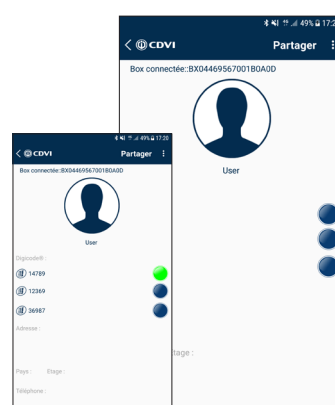 49% 17:2
CDVI Partager
Box connectée::BX04469567001B0A0D
User
tage :
49% 17:20
CDVI Partager
Box connectée::BX04469567001B0A0D
User
Digicode® :
14789
12369
36987
Adresse :
Pays : Etage :
Téléphone :